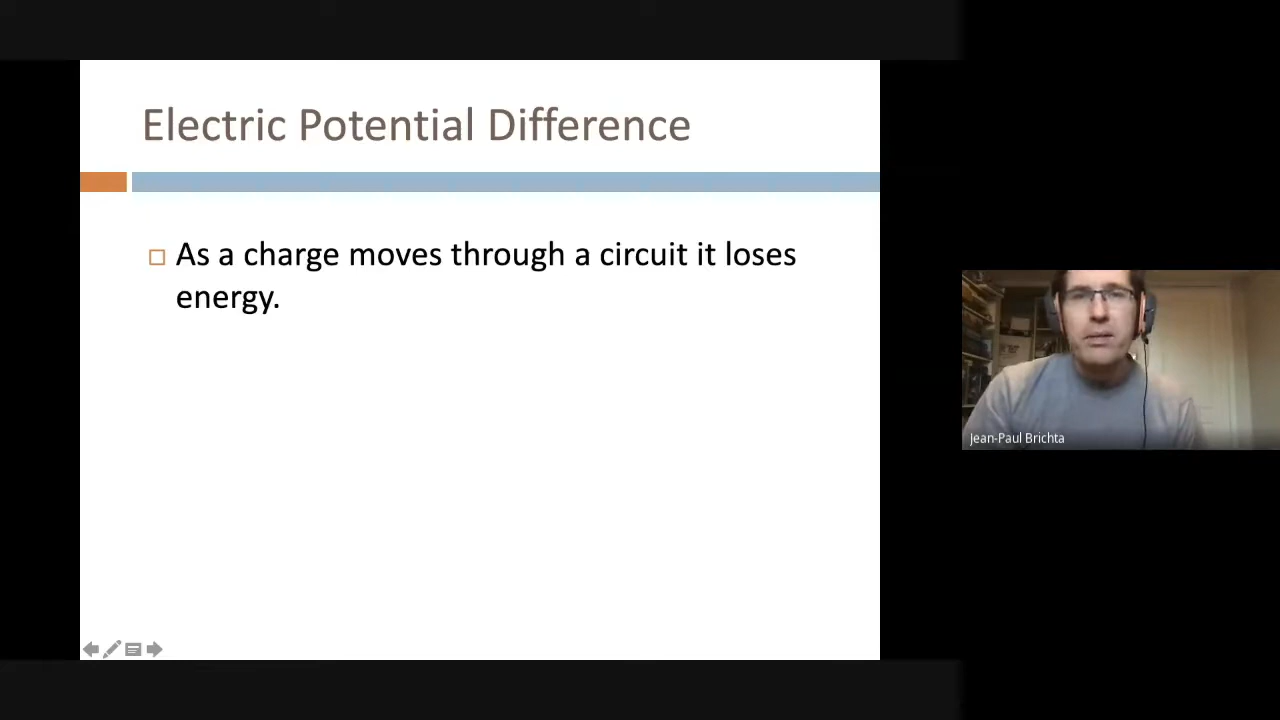 Electric Potential Difference
As a charge moves through a circuit it loses
energy.
Jean-Paul Brichta